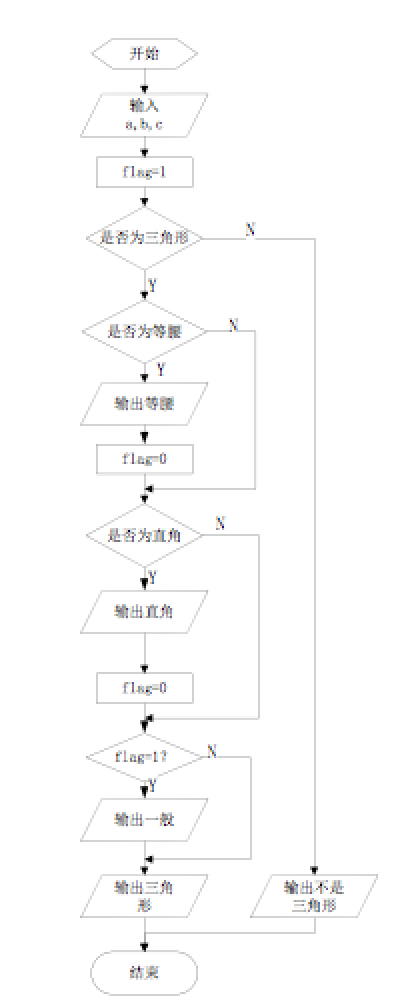 开始
输入
a,b,c
flag=1
是否为三角形
N
Y
是否为等腰
N
Y
输出等腰
flag=0
是否为直角
N
Y
输出直角
flag=0
flag=1?
N
Y
输出一般
输出三角
形
输出不是
三角形
结束